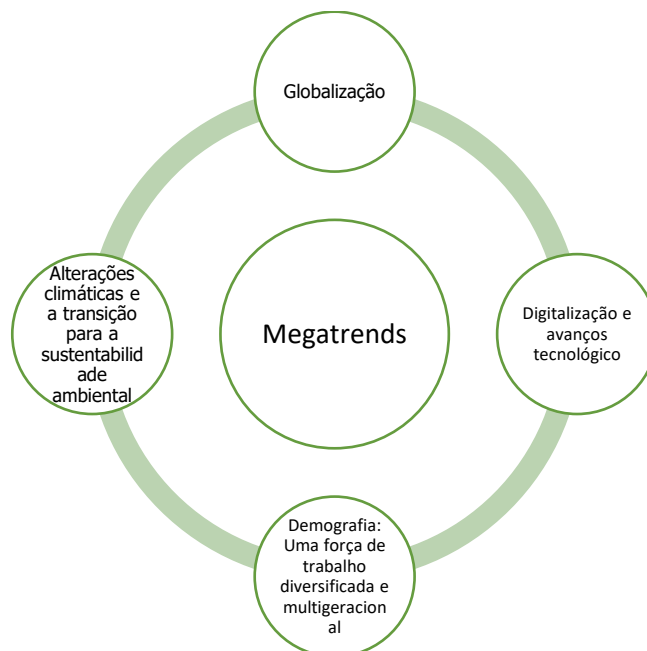 Globalização
Alterações
climáticas e
a transição
para a
sustentabilid
ade
ambiental
Megatrends
Digitalização e
avanços
tecnológico
Demografia:
Uma força de
trabalho
diversificada e
multigeracion
al